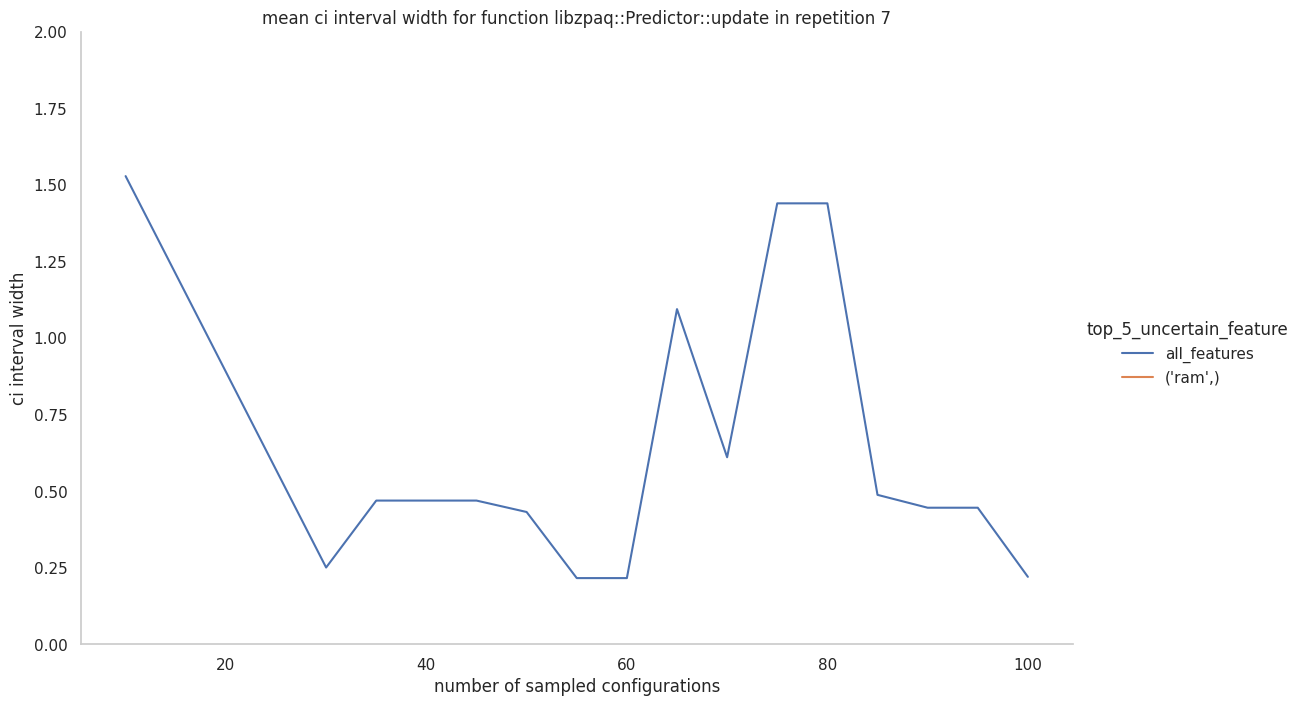 mean ci interval width for function libzpaq::Predictor::update in repetition 7
2.00
1.75
1.50
1.25
1.00
0.75
0.50
0.25
0.00
ci interval width
20
40
60
80
100
number of sampled configurations
top_5_uncertain_feature
all_features
('ram',)